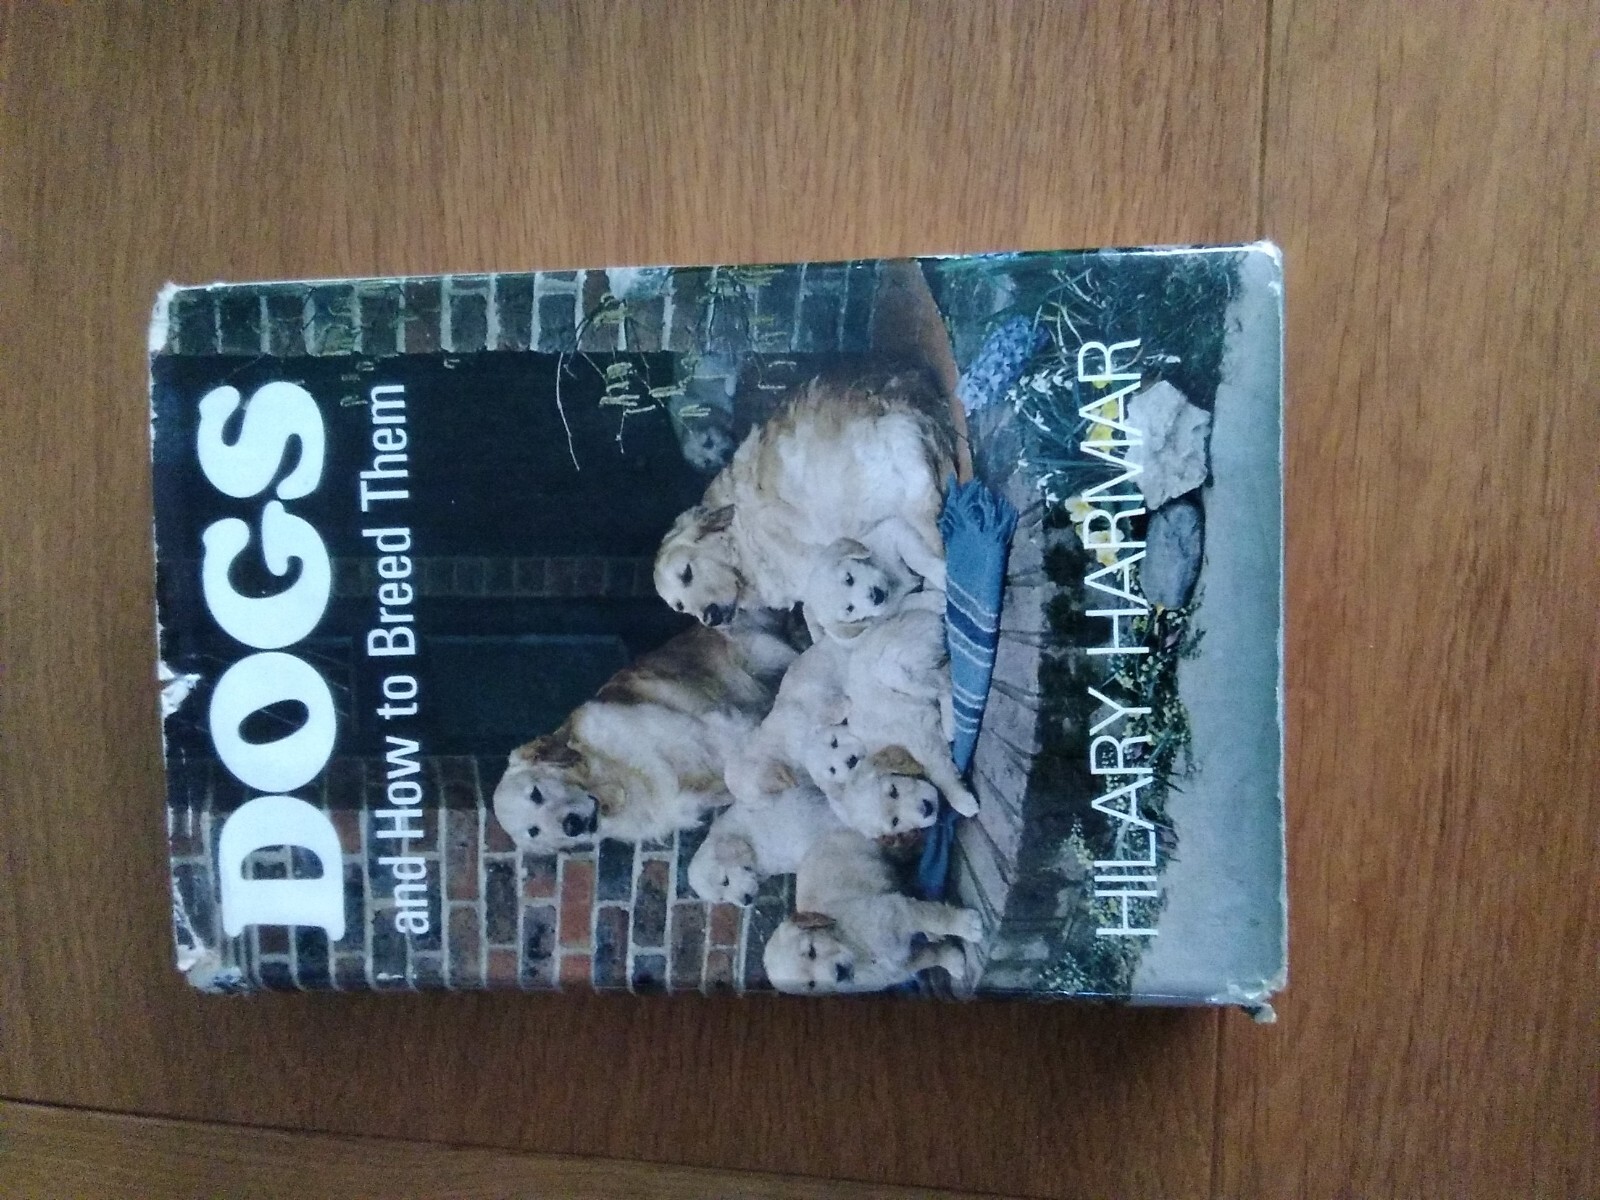 DOGS
and How to Breed Them
HILARY HARMAR